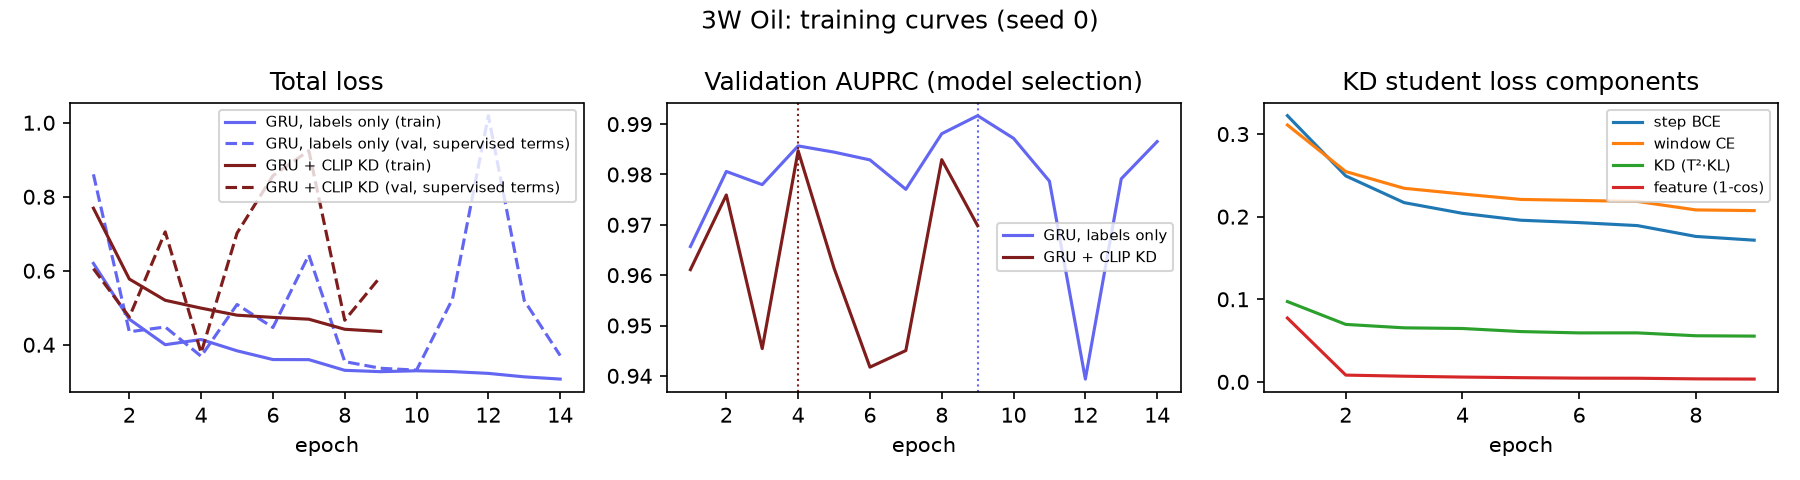 3W Oil: training curves (seed 0)
Total loss
GRU, labels only (train)
GRU, labels only (val, supervised terms)
GRU + CLIP KD (train)
GRU + CLIP KD (val, supervised terms)
1.0
0.8
0.6
0.4
2 4 6 8 10 12 14
epoch
Validation AUPRC (model selection)
GRU, labels only
GRU + CLIP KD
0.99
0.98
0.97
0.96
0.95
0.94
2 4 6 8 10 12 14
epoch
KD student loss components
step BCE
window CE
KD (T²·KL)
feature (1-cos)
0.3
0.2
0.1
0.0
2 4 6 8
epoch